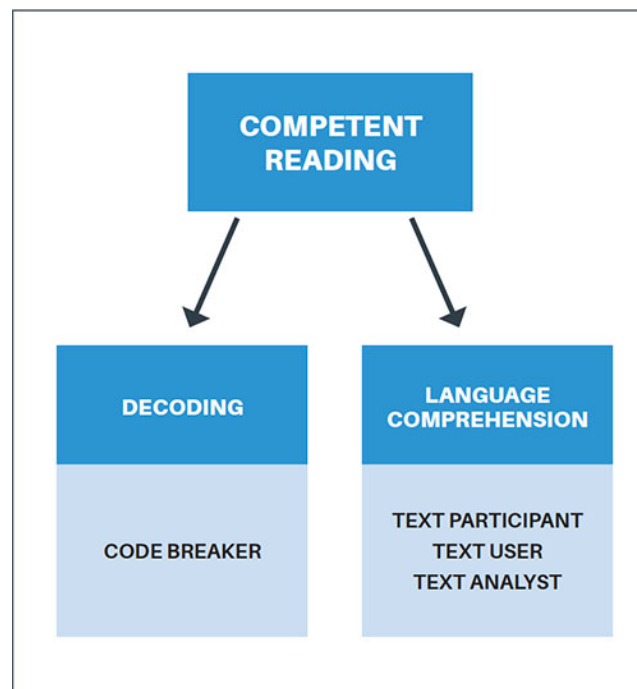 COMPETENT
READING
DECODING
CODE BREAKER
LANGUAGE
COMPREHENSION
TEXT PARTICIPANT
TEXT USER
TEXT ANALYST